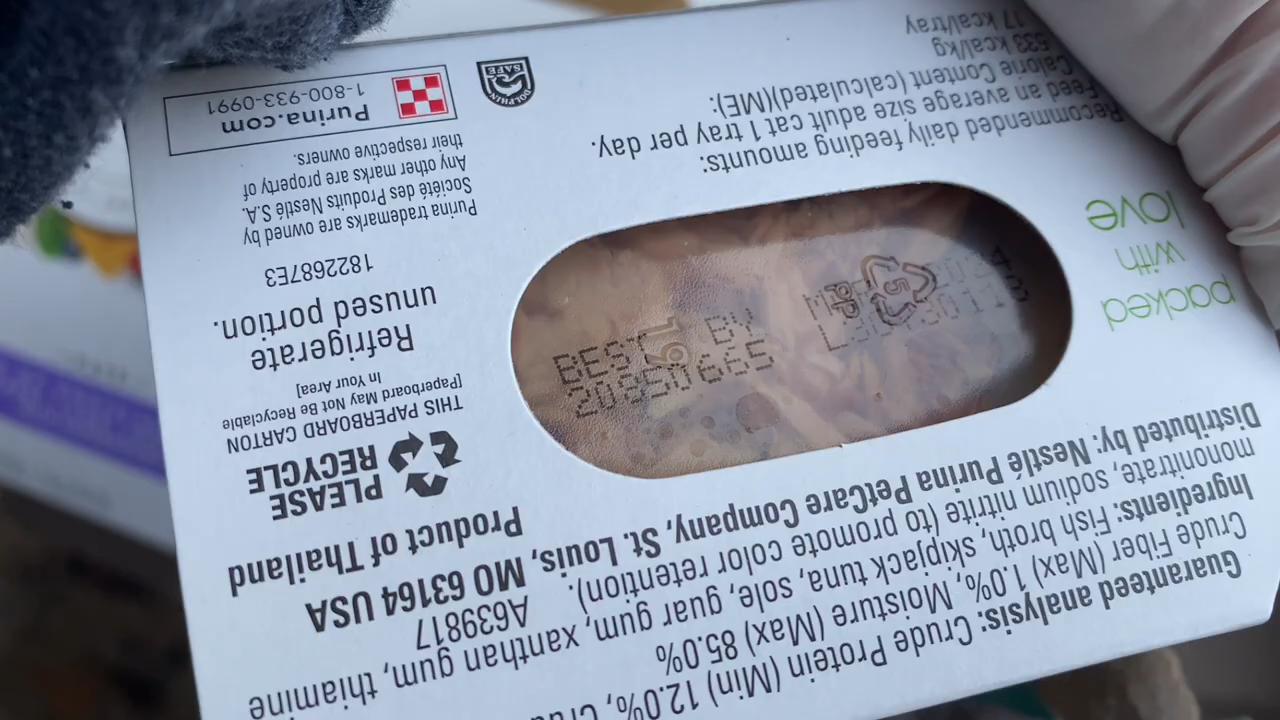 Guaranteed analysis: Crude Protein (Min) 12.0%,
Crude Fiber (Max) 1.0%, Moisture (Max) 85.0%
Ingredients: Fish broth, skipjack tuna, sole, guar gum, xanthan gum, thiamine
mononitrate, sodium nitrite (to promote color retention).
A639817
Distributed by: Nestlé Purina PetCare Company, St. Louis, MO 63164 USA
Product of Thailand
PLEASE
RECYCLE
THIS PAPERBOARD CARTON
[Paperboard May Not Be Recyclable
In Your Area]
Refrigerate
unused portion.
1822687E3
Purina trademarks are owned by
Société des Produits Nestlé S.A.
Any other marks are property of
their respective owners.
Purina.com
1-800-933-0991
DOLPHIN
SAFE
packed
with
love
Recommended daily feeding amounts:
Feed an average size adult cat 1 tray per day.
Calorie Content (calculated)(ME):
533 kcal/kg
17 kcal/tray
BEST BY
5
PP